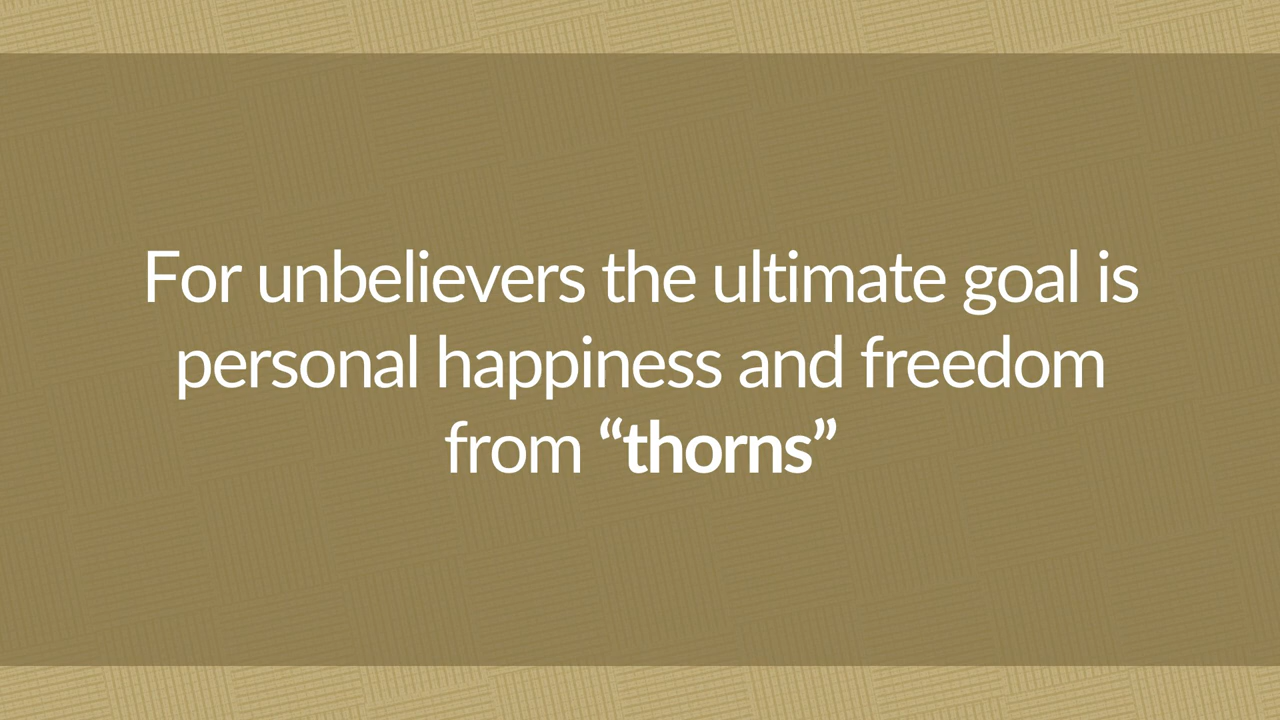 For unbelievers the ultimate goal is
personal happiness and freedom
from “thorns”